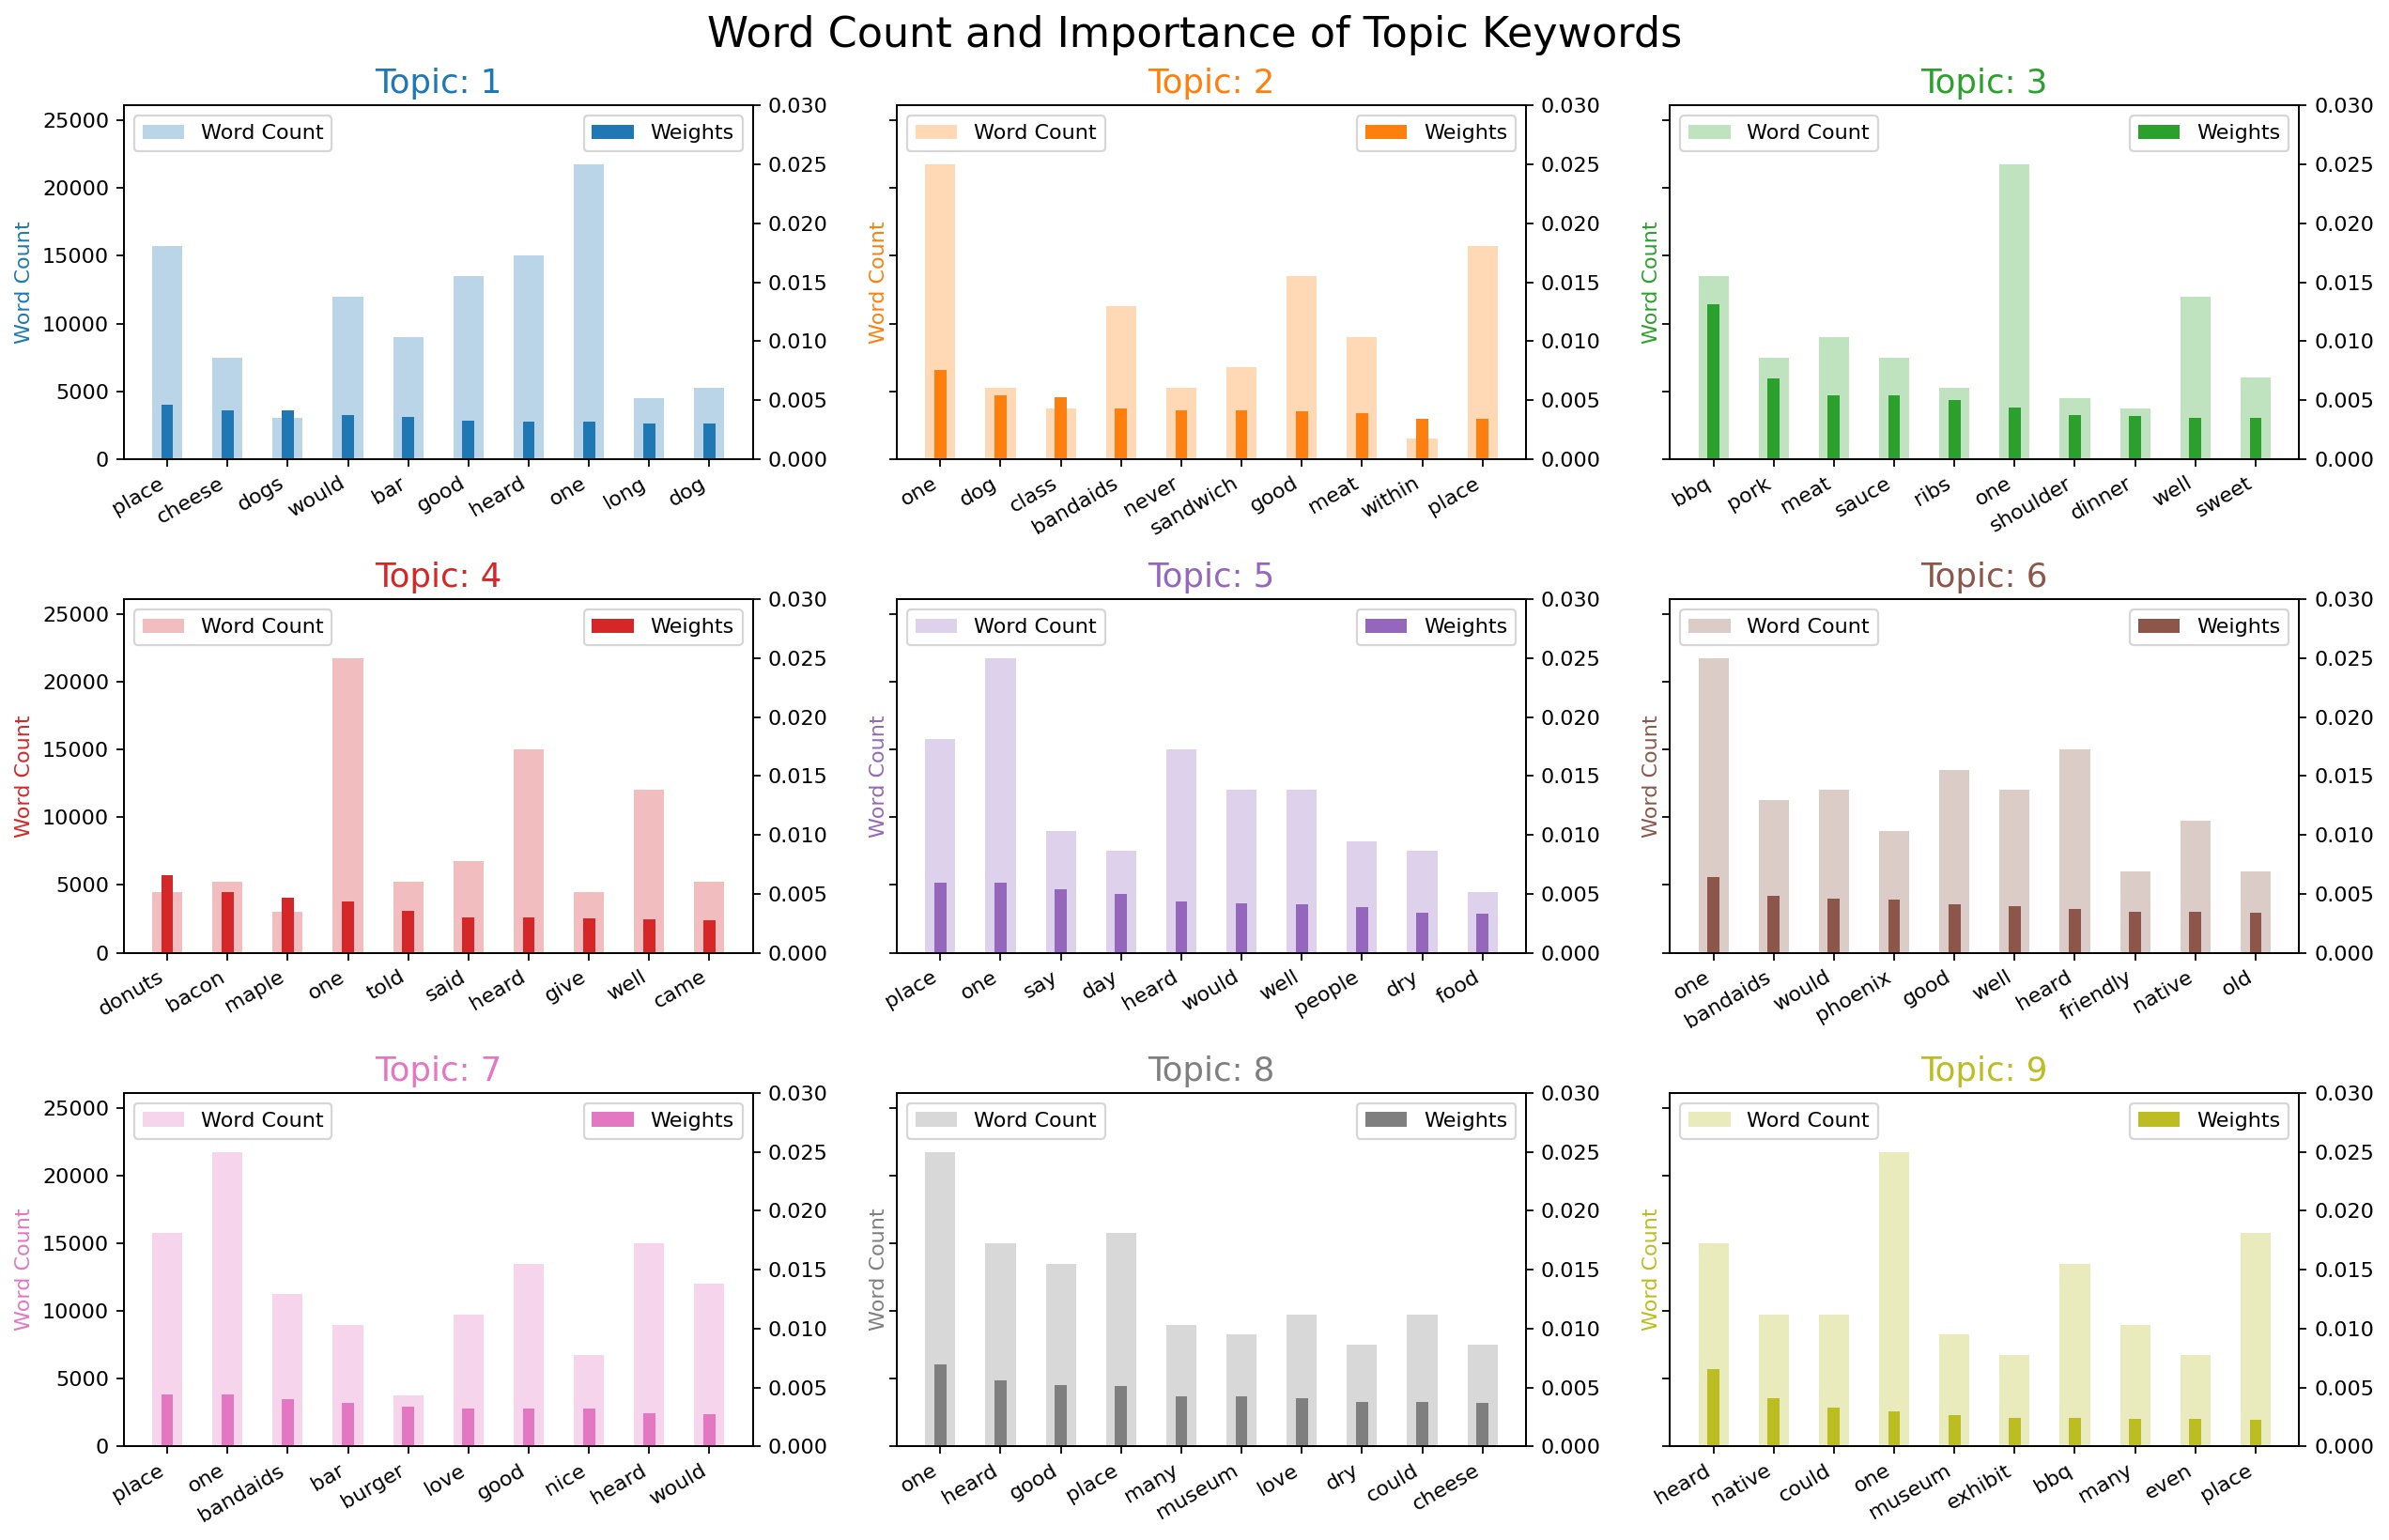 Word Count and Importance of Topic Keywords
Topic: 1
Word Count
Weights
Word Count
25000
20000
15000
10000
5000
0
0.030
0.025
0.020
0.015
0.010
0.005
0.000
place cheese dogs would bar good heard one long dog
Topic: 2
Word Count
Weights
Word Count
0.030
0.025
0.020
0.015
0.010
0.005
0.000
one dog class bandaids never sandwich good meat within place
Topic: 3
Word Count
Weights
Word Count
0.030
0.025
0.020
0.015
0.010
0.005
0.000
bbq pork meat sauce ribs one shoulder dinner well sweet
Topic: 4
Word Count
Weights
Word Count
25000
20000
15000
10000
5000
0
0.030
0.025
0.020
0.015
0.010
0.005
0.000
donuts bacon maple one told said heard give well came
Topic: 5
Word Count
Weights
Word Count
0.030
0.025
0.020
0.015
0.010
0.005
0.000
place one say day heard would well people dry food
Topic: 6
Word Count
Weights
Word Count
0.030
0.025
0.020
0.015
0.010
0.005
0.000
one bandaids would phoenix good well heard friendly native old
Topic: 7
Word Count
Weights
Word Count
25000
20000
15000
10000
5000
0
0.030
0.025
0.020
0.015
0.010
0.005
0.000
place one bandaids bar burger love good nice heard would
Topic: 8
Word Count
Weights
Word Count
0.030
0.025
0.020
0.015
0.010
0.005
0.000
one heard good place many museum love dry could cheese
Topic: 9
Word Count
Weights
Word Count
0.030
0.025
0.020
0.015
0.010
0.005
0.000
heard native could one museum exhibit bbq many even place